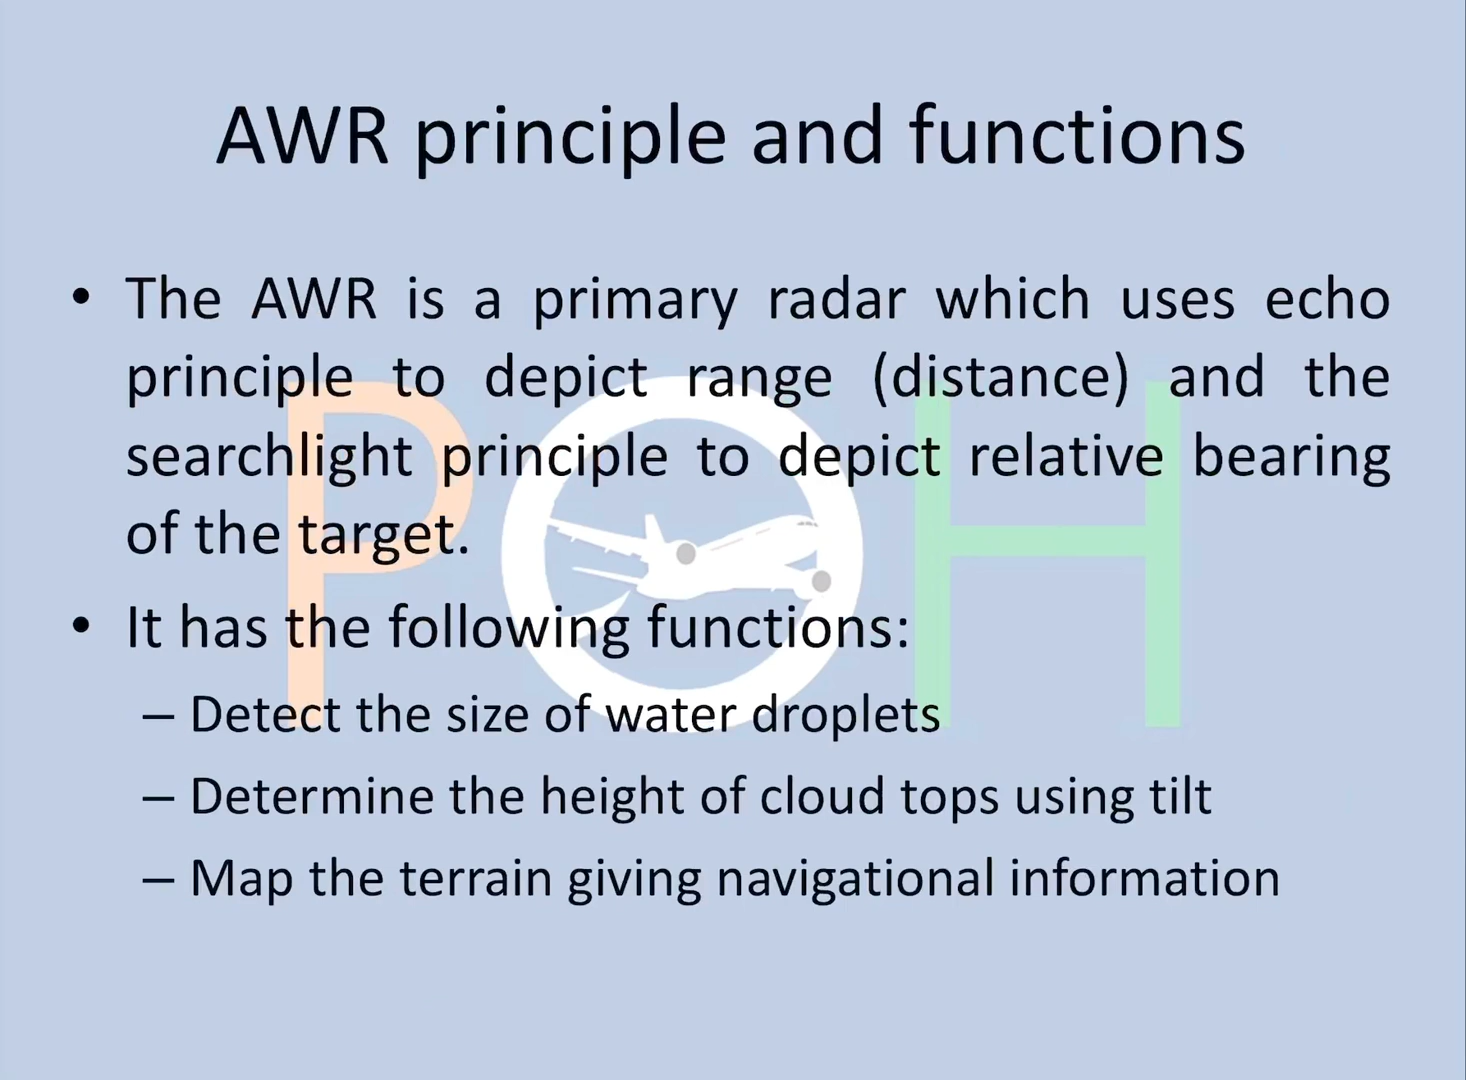 AWR principle and functions
• The AWR is a primary radar which uses echo
principle to depict range (distance) and the
searchlight principle to depict relative bearing
of the target.
• It has the following functions:
– Detect the size of water droplets
– Determine the height of cloud tops using tilt
– Map the terrain giving navigational information
POH